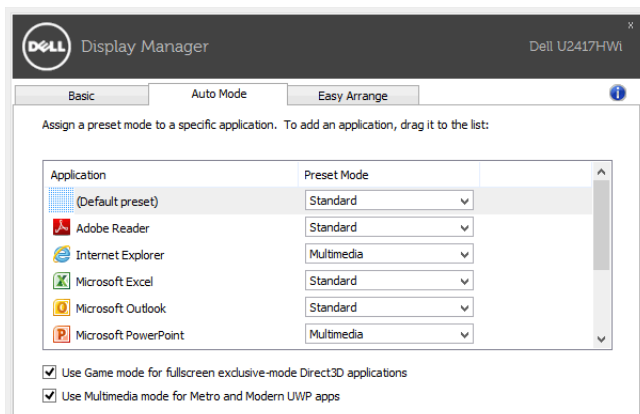 DELL Display Manager Dell U2417HWi
x
Basic Auto Mode Easy Arrange i
Assign a preset mode to a specific application. To add an application, drag it to the list:
Application Preset Mode
(Default preset) Standard
Adobe Reader Standard
Internet Explorer Multimedia
Microsoft Excel Standard
Microsoft Outlook Standard
Microsoft PowerPoint Multimedia
Use Game mode for fullscreen exclusive-mode Direct3D applications
Use Multimedia mode for Metro and Modern UWP apps